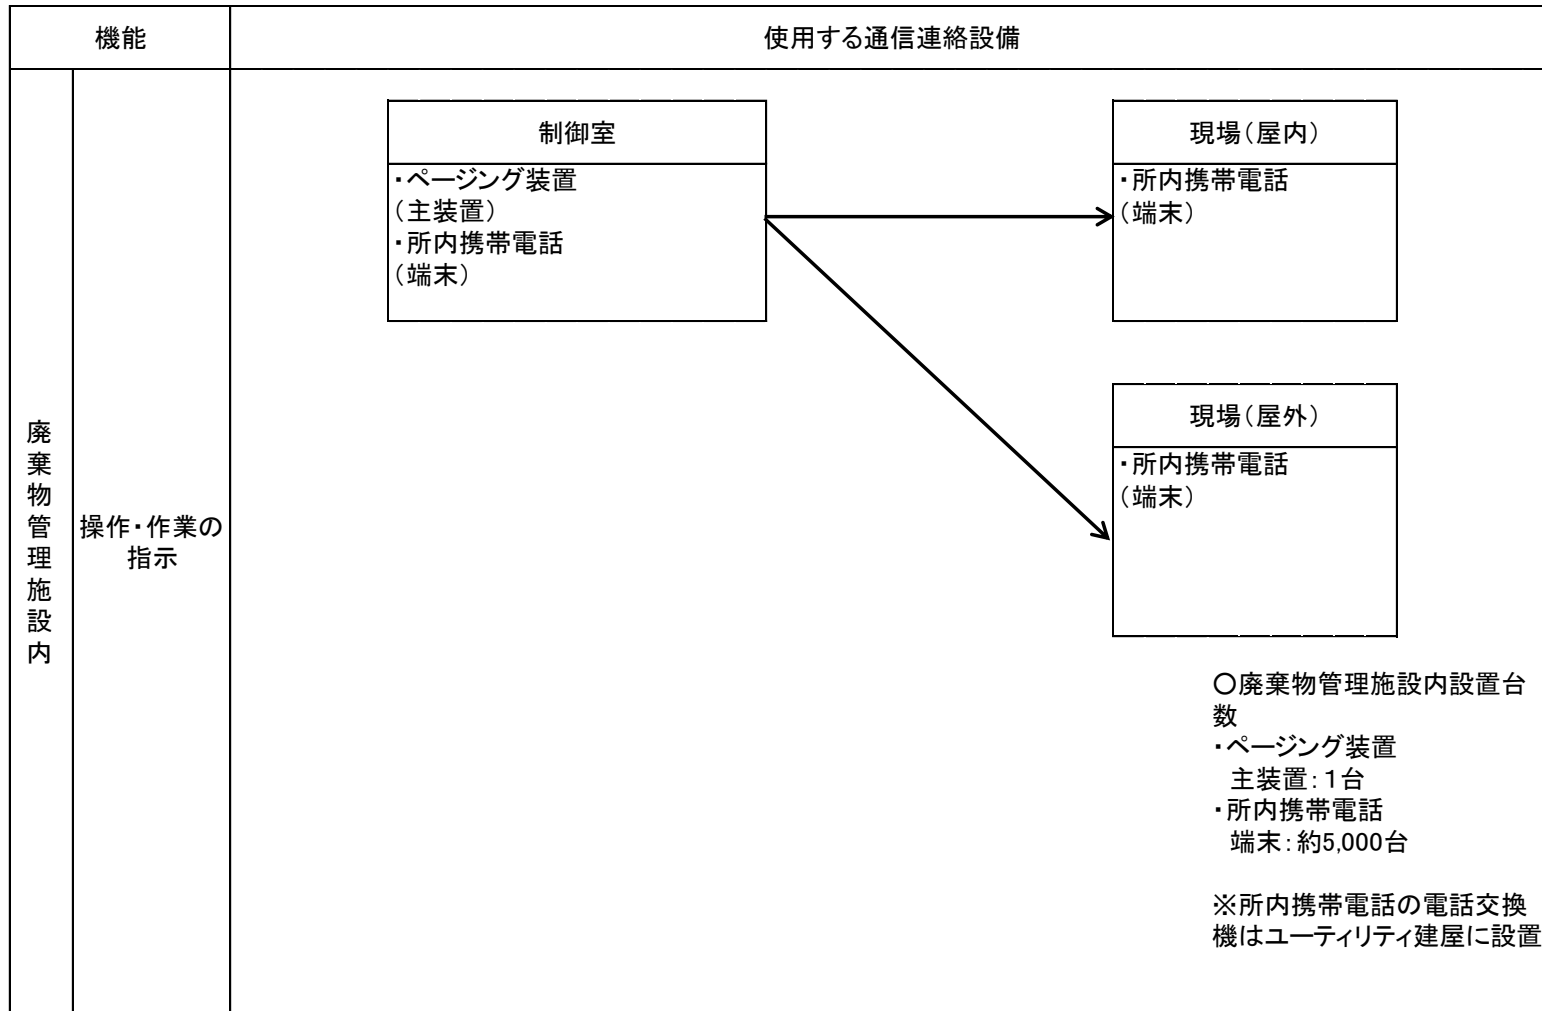 機能
使用する通信連絡設備
廃棄物管理施設内
操作・作業の
指示
制御室
・ページング装置
（主装置）
・所内携帯電話
（端末）
現場（屋内）
・所内携帯電話
（端末）
現場（屋外）
・所内携帯電話
（端末）
〇廃棄物管理施設内設置台
数
・ページング装置
主装置：１台
・所内携帯電話
端末：約5,000台
※所内携帯電話の電話交換
機はユーティリティ建屋に設置